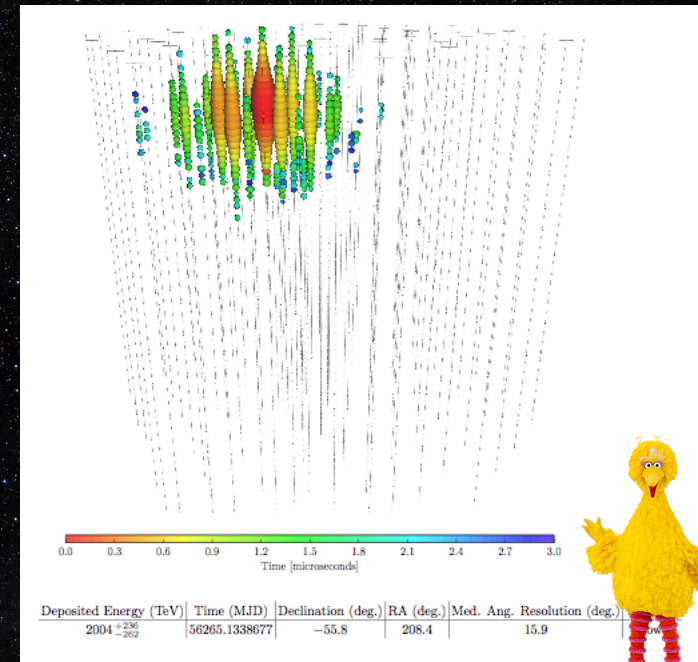 0.0 0.3 0.6 0.9 1.2 1.5 1.8 2.1 2.4 2.7 3.0
Time [microseconds]
Deposited Energy (TeV) Time (MJD) Declination (deg.) RA (deg.) Med. Ang. Resolution (deg.)
2004 +236 −262 56265.1338677 −55.8 208.4 15.9